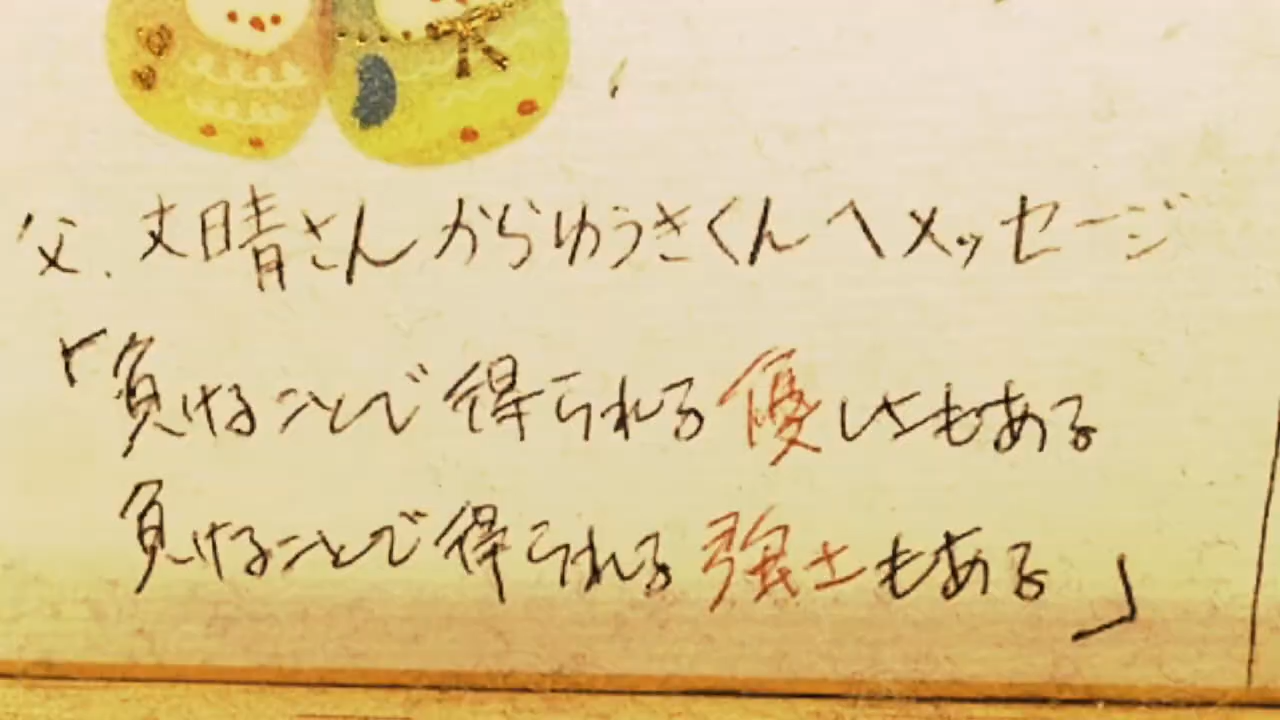 父、丈晴さんからゆうきくんへメッセージ
「負けることで得られる優しさもある
負けることで得られる強さもある」